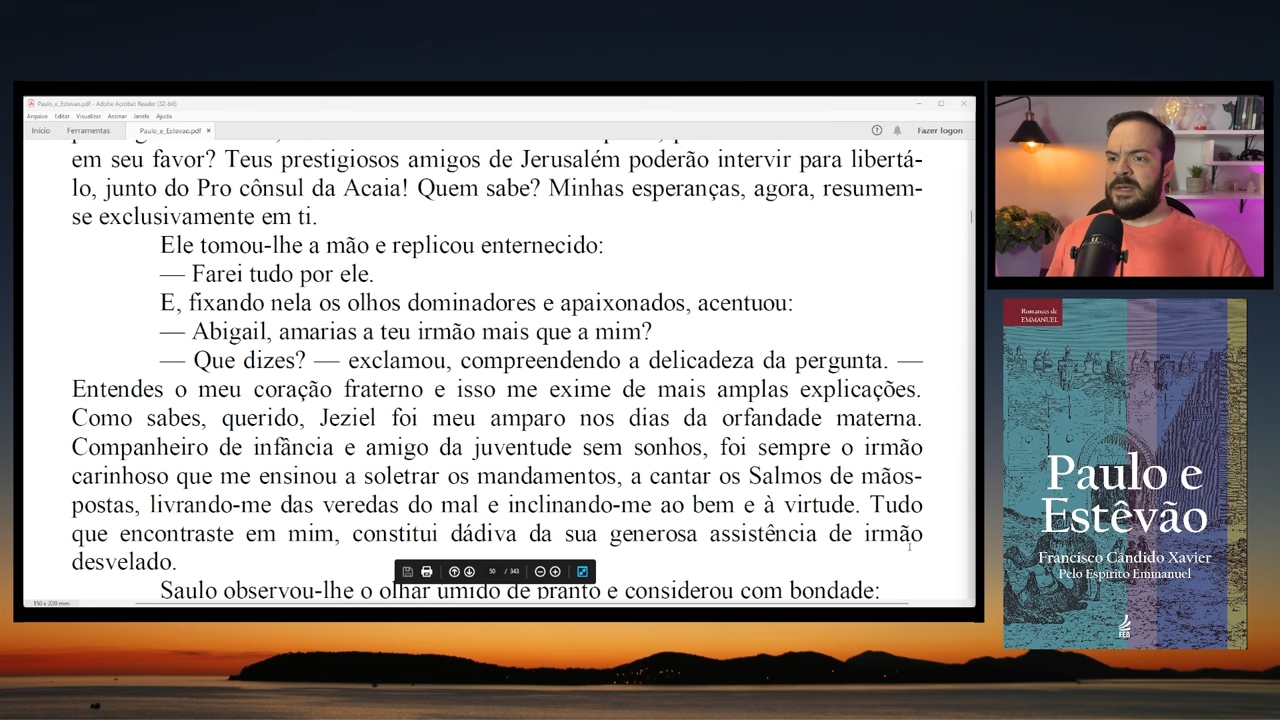 Paulo_e_Estevao.pdf - Adobe Acrobat Reader (32-bit)
Arquivo Editar Visualizar Assinar Janela Ajuda
Início Ferramentas Paulo_e_Estevao.pdf × Fazer logon
em seu favor? Teus prestigiosos amigos de Jerusalém poderão intervir para libertá-
lo, junto do Pro cônsul da Acaia! Quem sabe? Minhas esperanças, agora, resumem-
se exclusivamente em ti.
Ele tomou-lhe a mão e replicou enternecido:
— Farei tudo por ele.
E, fixando nela os olhos dominadores e apaixonados, acentuou:
— Abigail, amarias a teu irmão mais que a mim?
— Que dizes? — exclamou, compreendendo a delicadeza da pergunta. —
Entendes o meu coração fraterno e isso me exime de mais amplas explicações.
Como sabes, querido, Jeziel foi meu amparo nos dias da orfandade materna.
Companheiro de infância e amigo da juventude sem sonhos, foi sempre o irmão
carinhoso que me ensinou a soletrar os mandamentos, a cantar os Salmos de mãos-
postas, livrando-me das veredas do mal e inclinando-me ao bem e à virtude. Tudo
que encontraste em mim, constitui dádiva da sua generosa assistência de irmão
desvelado.
50 / 343
Saulo observou-lhe o olhar úmido de pranto e considerou com bondade:
150 x 220 mm
Romances de
EMMANUEL
Paulo e
Estêvão
Francisco Cândido Xavier
Pelo Espírito Emmanuel
FEB